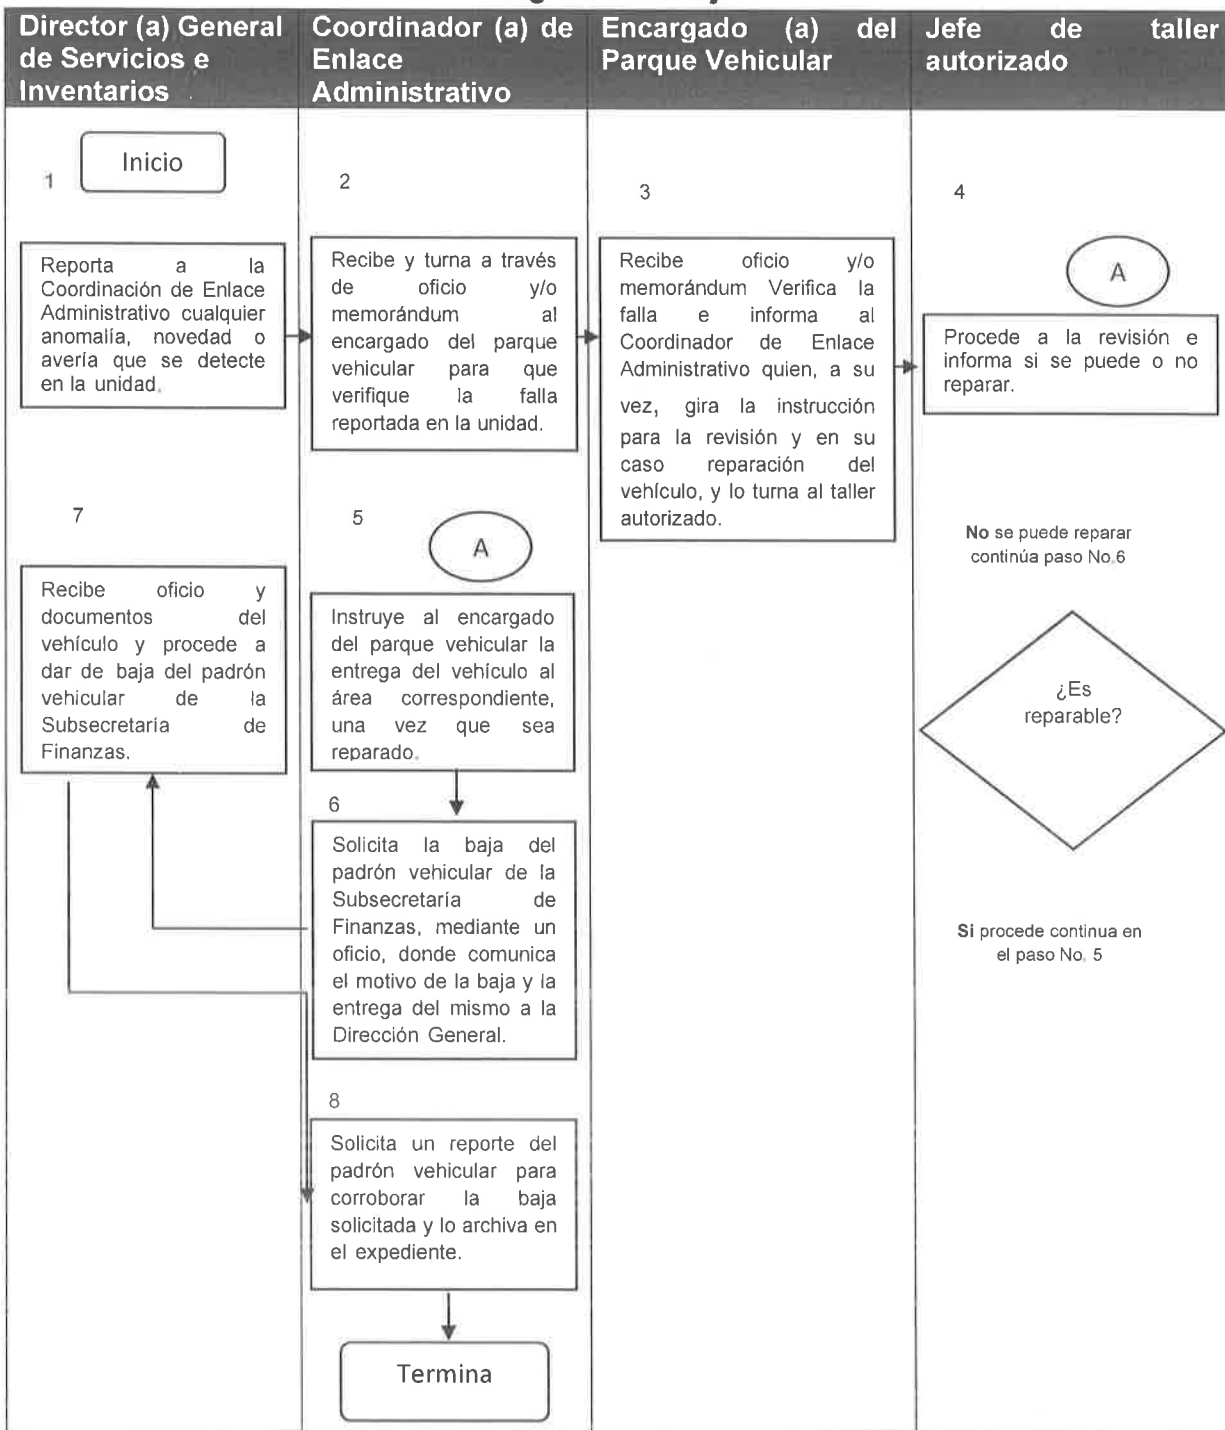 Director (a) General
de Servicios e
Inventarios
Coordinador (a) de
Enlace
Administrativo
Encargado (a) del
Parque Vehicular
Jefe de taller
autorizado
Inicio
1
Reporta a la
Coordinación de Enlace
Administrativo cualquier
anomalía, novedad o
avería que se detecte
en la unidad.
2
Recibe y turna a través
de oficio y/o
memorándum al
encargado del parque
vehicular para que
verifique la falla
reportada en la unidad.
3
Recibe oficio y/o
memorándum Verifica la
falla e informa al
Coordinador de Enlace
Administrativo quien, a su
vez, gira la instrucción
para la revisión y en su
caso reparación del
vehículo, y lo turna al taller
autorizado.
4
A
Procede a la revisión e
informa si se puede o no
reparar.
No se puede reparar
continúa paso No.6
¿Es
reparable?
Si procede continua en
el paso No. 5
5
A
Instruye al encargado
del parque vehicular la
entrega del vehículo al
área correspondiente,
una vez que sea
reparado.
6
Solicita la baja del
padrón vehicular de la
Subsecretaría de
Finanzas, mediante un
oficio, donde comunica
el motivo de la baja y la
entrega del mismo a la
Dirección General.
7
Recibe oficio y
documentos del
vehículo y procede a
dar de baja del padrón
vehicular de la
Subsecretaría de
Finanzas.
8
Solicita un reporte del
padrón vehicular para
corroborar la baja
solicitada y lo archiva en
el expediente.
Termina